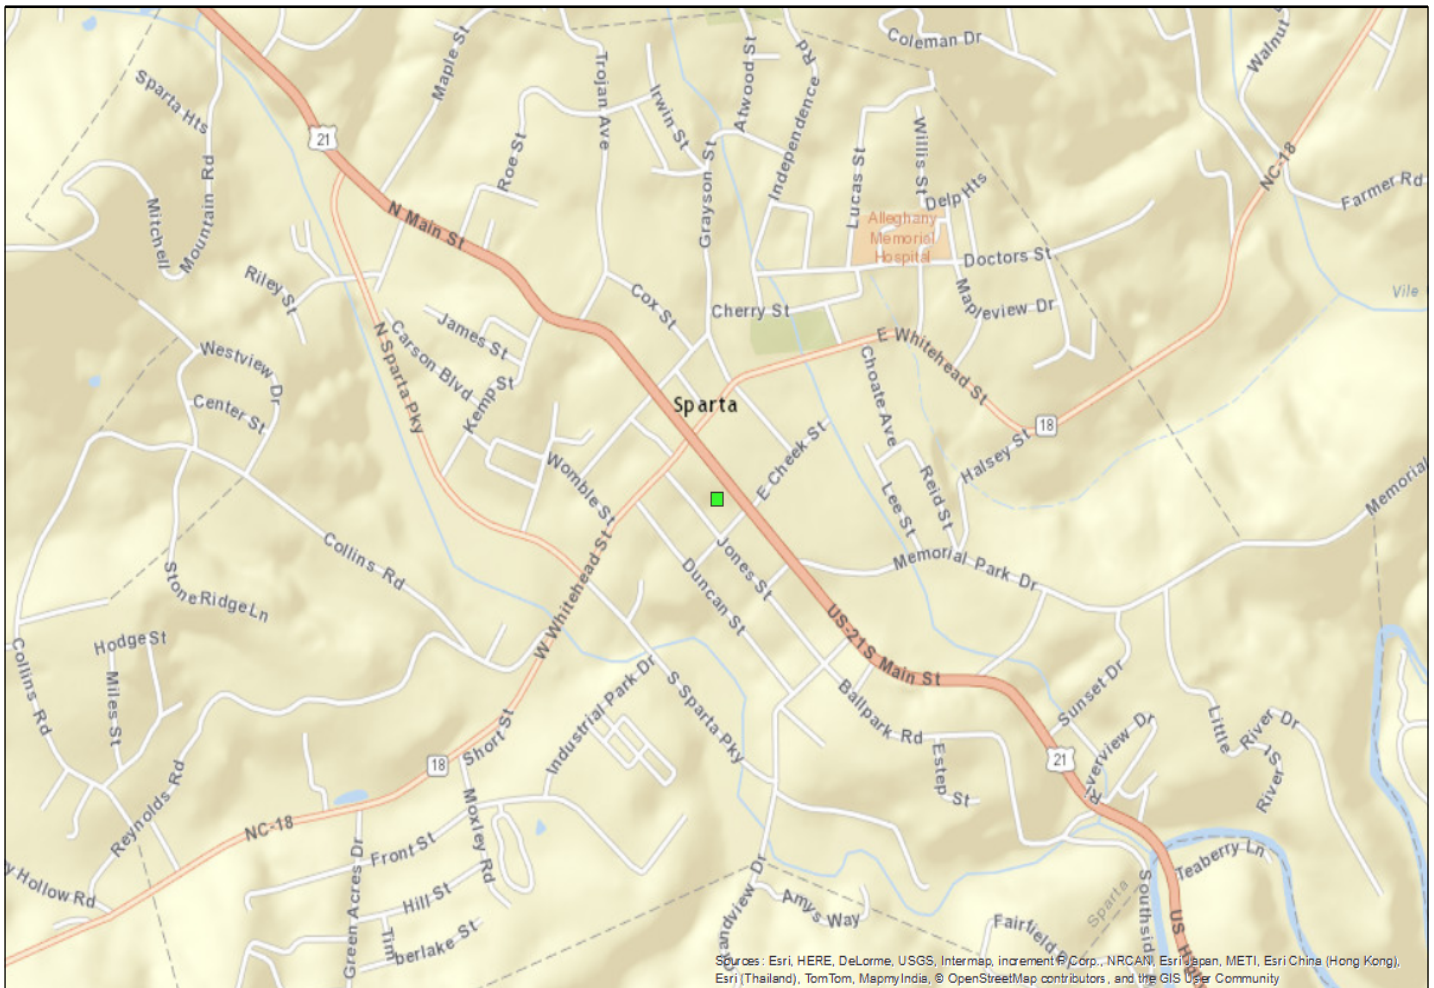 Coleman Dr
Walnut
Maple St
Trojan Ave
Atwood St
Independence Rd
Irwin St
Sparta Hts
21
NC-18
Roe St
Willis St
Lucas St
Grayson St
Delp Hts
Farmer Rd
Mitchell
Mountain Rd
N Main St
Alleghany
Memorial
Hospital
Doctors St
Riley St
Cox St
Cherry St
Mapleview Dr
Vile
James St
Carson Blvd
N Sparta Pky
E Whitehead St
Westview Dr
Center St
Kemp St
Sparta
Choate Ave
18
E Cheek St
Halsey St
Womble St
Reid St
Lee St
Memorial
Collins Rd
Jones St
Memorial Park Dr
Duncan St
Stone Ridge Ln
W Whitehead St
US-21 S Main St
Hodge St
Miles St
Collins Rd
S Sparta Pky
Industrial Park Dr
Ballpark Rd
Sunset Dr
Little
River Dr
River
Short St
18
Estep St
21
Riverview Dr
Reynolds Rd
NC-18
Moxley Rd
Front St
Green Acres Dr
Hill St
Timberlake St
y Hollow Rd
Amys Way
Teaberry Ln
Sparta
Southside
Fairfield
US
Sources: Esri, HERE, DeLorme, USGS, Intermap, increment P Corp., NRCAN, Esri Japan, METI, Esri China (Hong Kong),
Esri (Thailand), TomTom, MapmyIndia, © OpenStreetMap contributors, and the GIS User Community